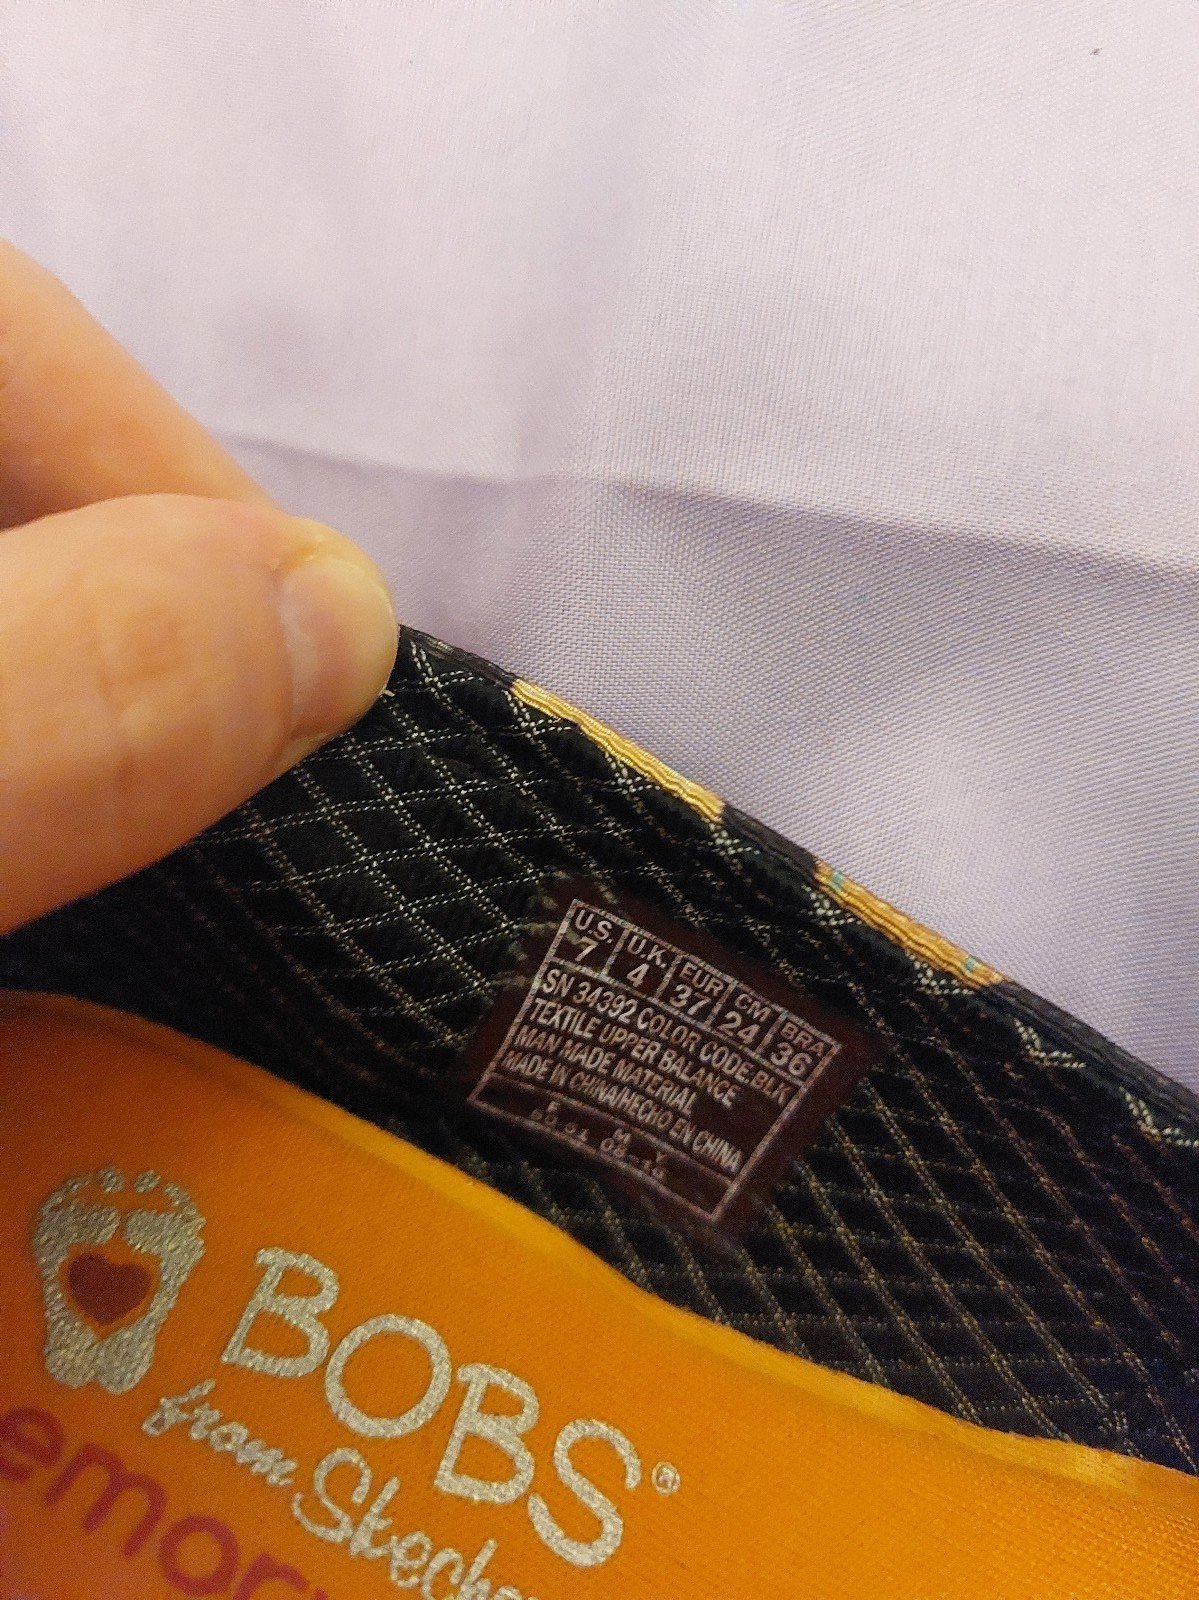 U.S. U.K. EUR CM BRA
7 4 37 24 36
SN 34392 COLOR CODE.BLK
TEXTILE UPPER BALANCE
MAN MADE MATERIAL
MADE IN CHINA/HECHO EN CHINA
F M Y
BOBS®
from Skeche
emor